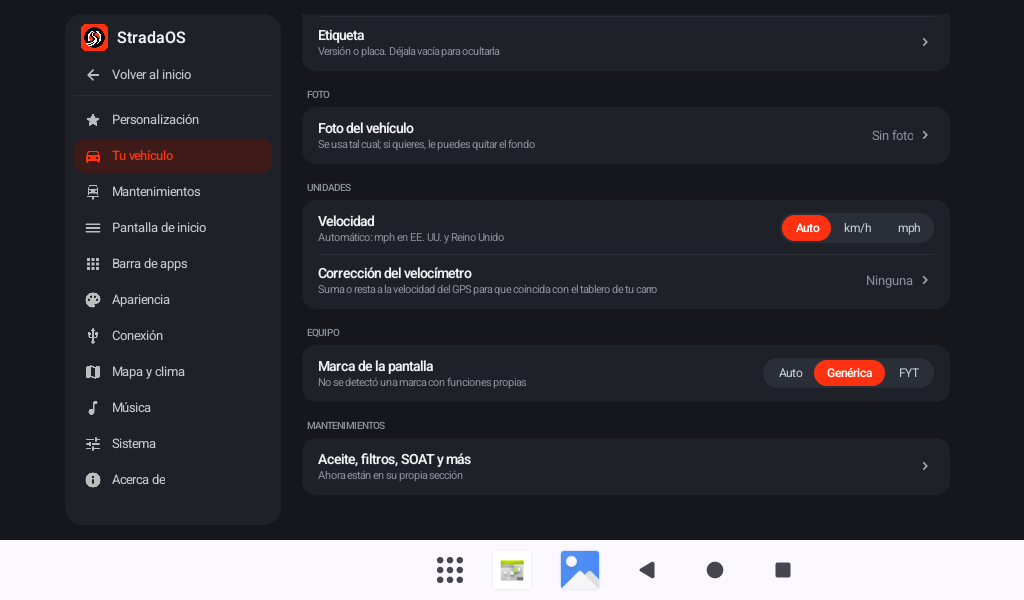 StradaOS
Volver al inicio
Personalización
Tu vehículo
Mantenimientos
Pantalla de inicio
Barra de apps
Apariencia
Conexión
Mapa y clima
Música
Sistema
Acerca de
Etiqueta
Versión o placa. Déjala vacía para ocultarla
FOTO
Foto del vehículo
Se usa tal cual; si quieres, le puedes quitar el fondo
Sin foto
UNIDADES
Velocidad
Automático: mph en EE. UU. y Reino Unido
Auto km/h mph
Corrección del velocímetro
Suma o resta a la velocidad del GPS para que coincida con el tablero de tu carro
Ninguna
EQUIPO
Marca de la pantalla
No se detectó una marca con funciones propias
Auto Genérica FYT
MANTENIMIENTOS
Aceite, filtros, SOAT y más
Ahora están en su propia sección